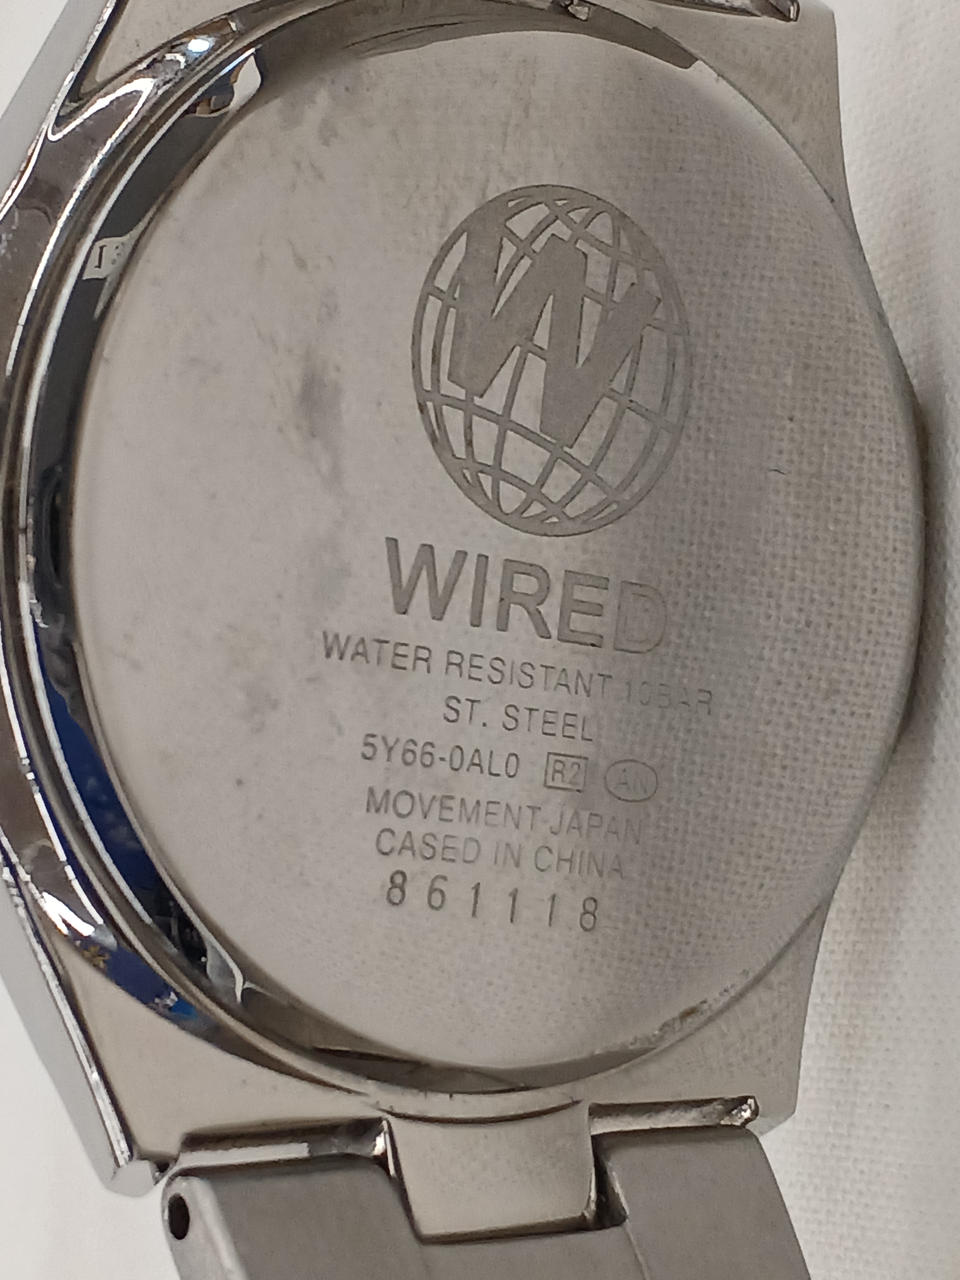 W
WIRED
WATER RESISTANT 10BAR
ST. STEEL
5Y66-0AL0 R2 AN
MOVEMENT JAPAN
CASED IN CHINA
861118